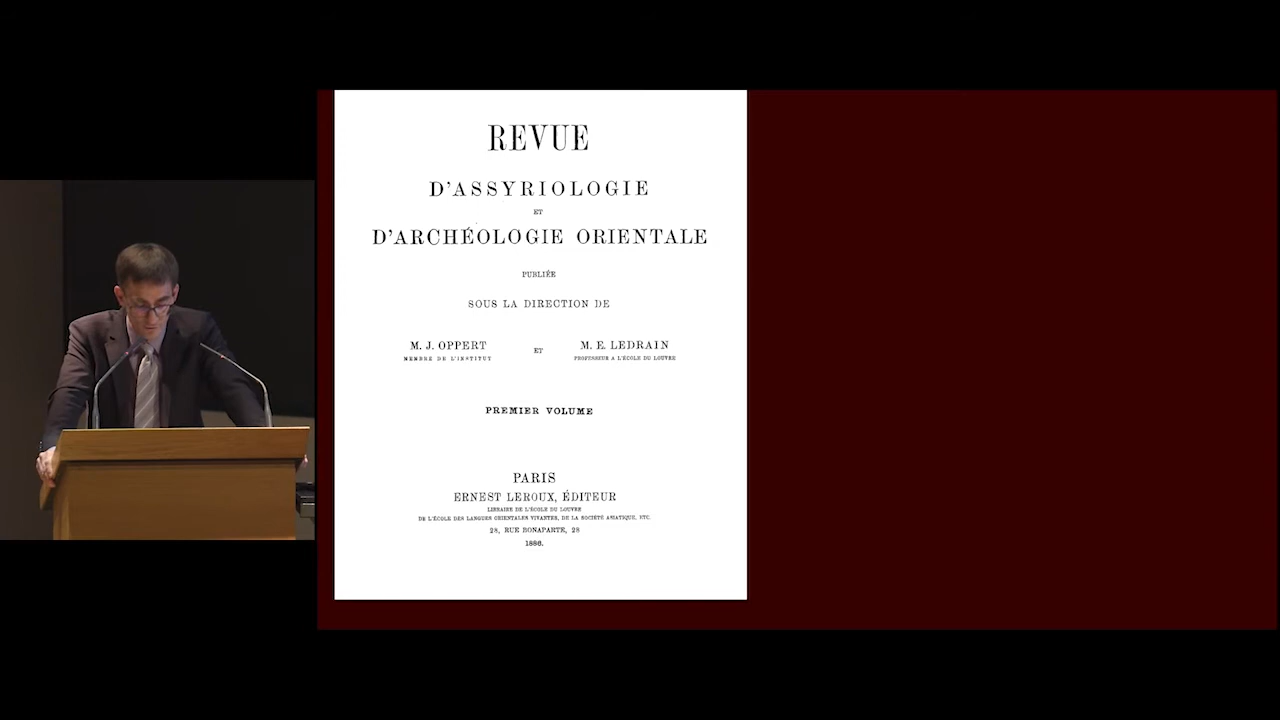 REVUE
D'ASSYRIOLOGIE
ET
D'ARCHÉOLOGIE ORIENTALE
PUBLIÉE
SOUS LA DIRECTION DE
M. J. OPPERT
MEMBRE DE L'INSTITUT
ET
M. E. LEDRAIN
PROFESSEUR A L'ÉCOLE DU LOUVRE
PREMIER VOLUME
PARIS
ERNEST LEROUX, ÉDITEUR
LIBRAIRE DE L'ÉCOLE DU LOUVRE
DE L'ÉCOLE DES LANGUES ORIENTALES VIVANTES, DE LA SOCIÉTÉ ASIATIQUE, ETC.
28, RUE BONAPARTE, 28
1886.